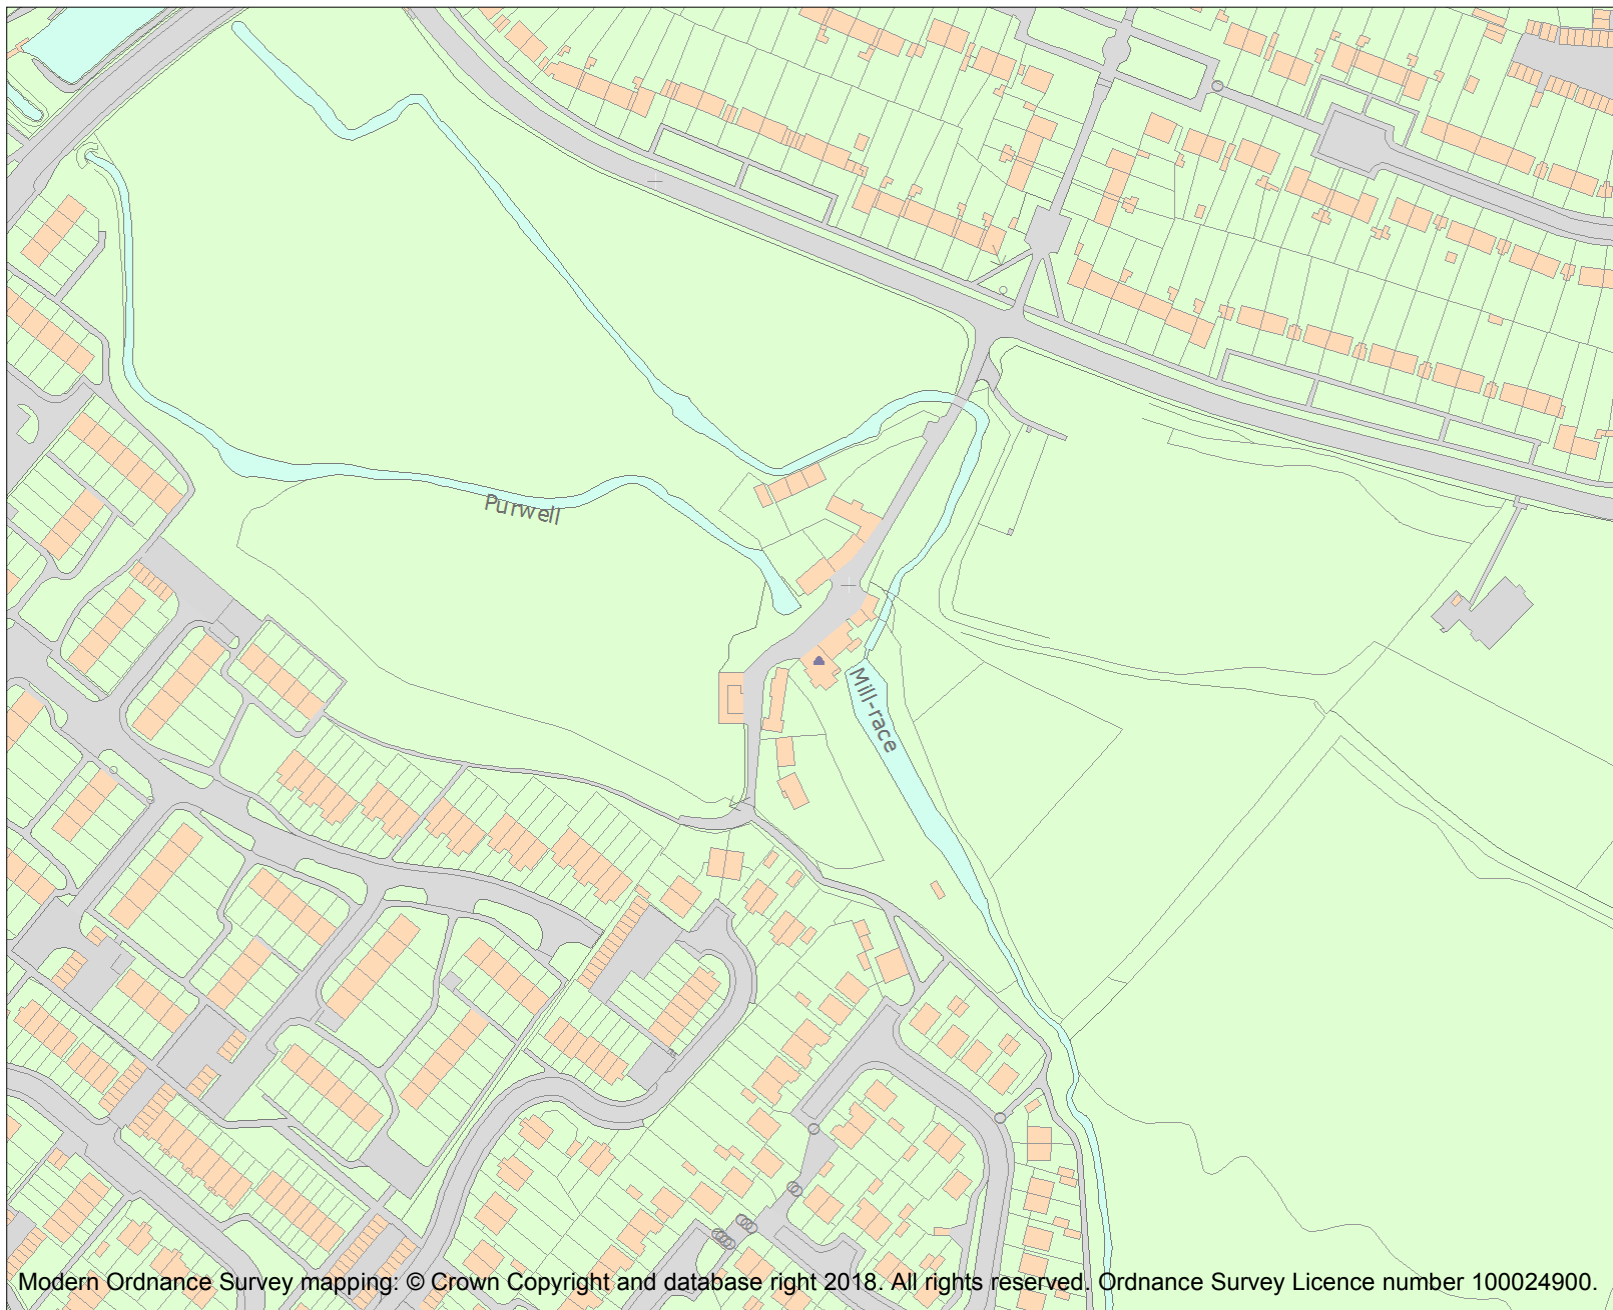 Purwell
Mill-race
Modern Ordnance Survey mapping: © Crown Copyright and database right 2018. All rights reserved. Ordnance Survey Licence number 100024900.